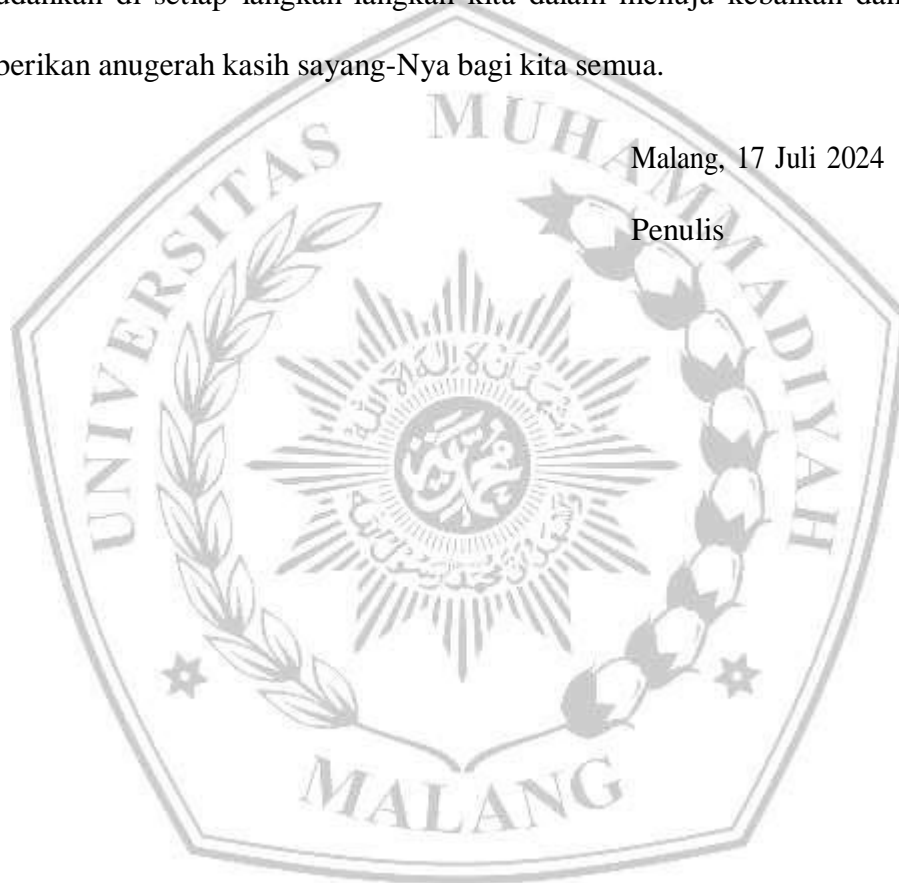 udahkan di setiap langkah-langkah kita dalam menuju kebaikan dan
berikan anugerah kasih sayang-Nya bagi kita semua.
Malang, 17 Juli 2024
Penulis
UNIVERSITAS MUHAMMADIYAH
MALANG